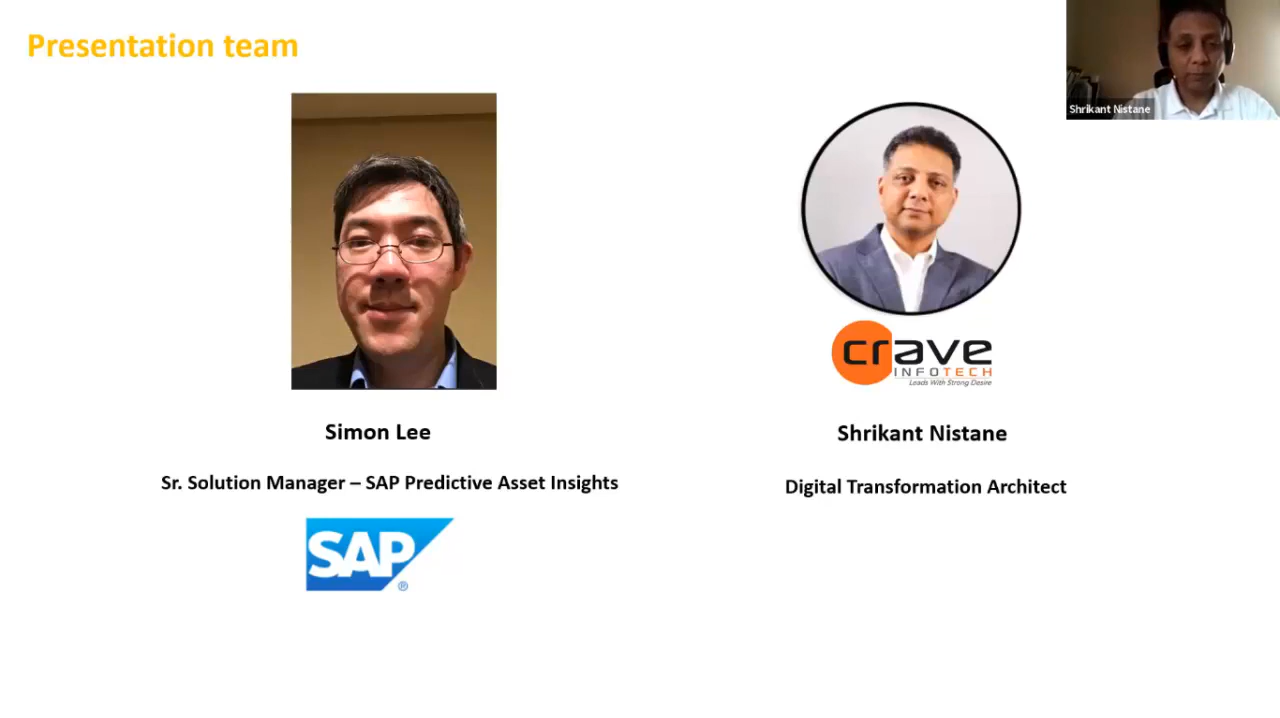 Presentation team
Shrikant Nistane
crave
INFOTECH
Leads With Strong Desire
Simon Lee
Shrikant Nistane
Sr. Solution Manager – SAP Predictive Asset Insights
Digital Transformation Architect
SAP
®